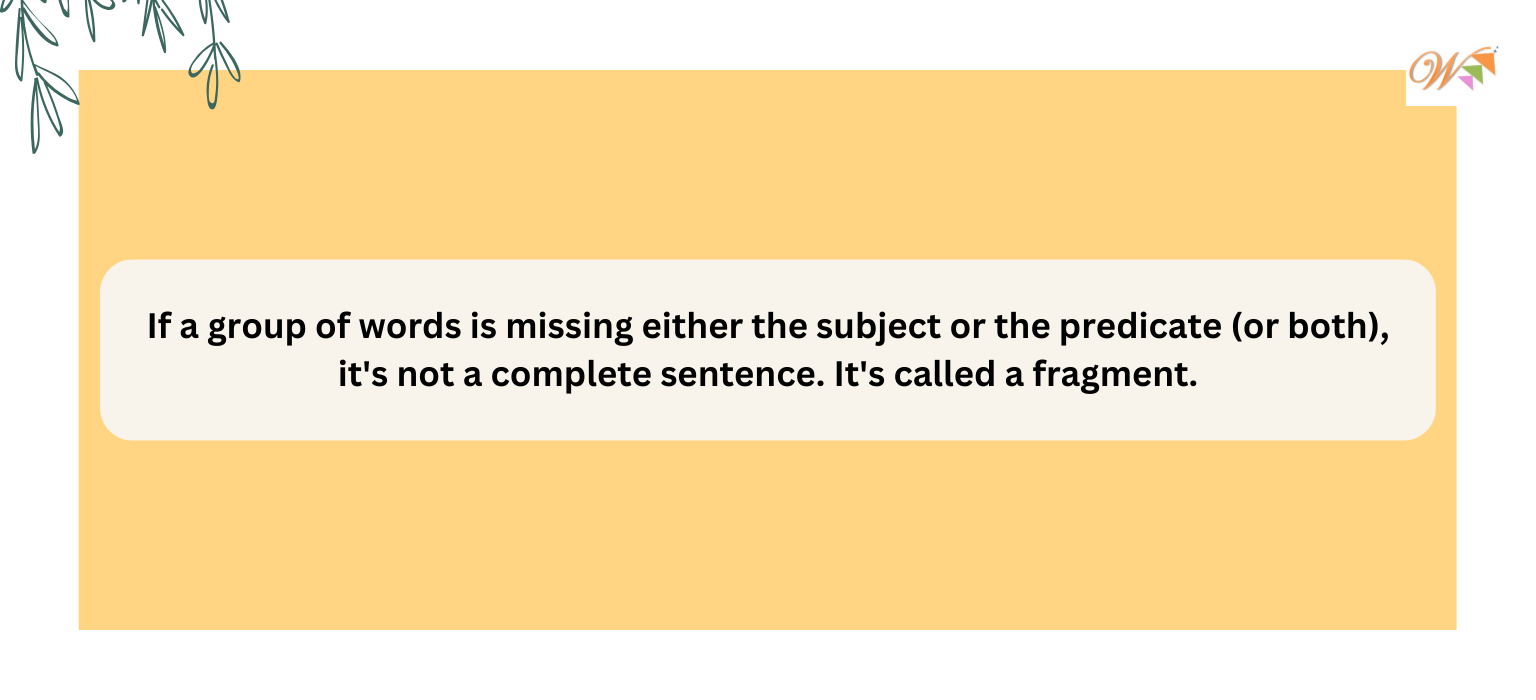 W
If a group of words is missing either the subject or the predicate (or both),
it's not a complete sentence. It's called a fragment.